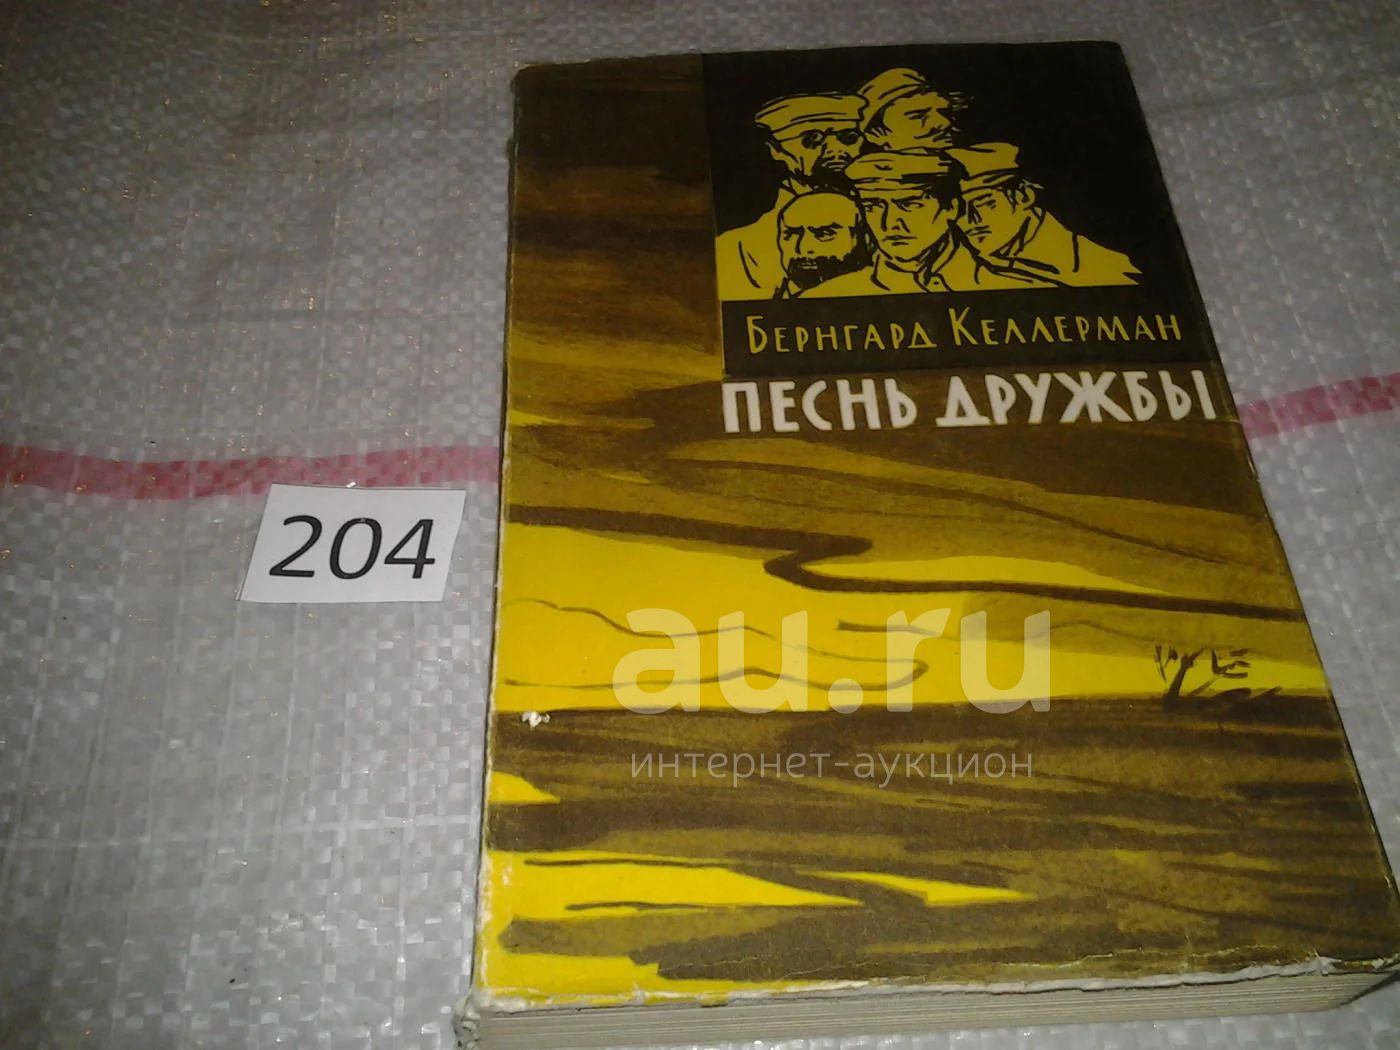 Бернгард Келлерман
ПЕСНЬ ДРУЖБЫ
204
au.ru
интернет-аукцион